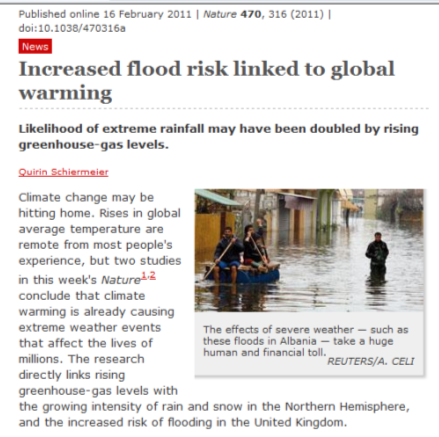 Published online 16 February 2011 | Nature 470, 316 (2011) |
doi:10.1038/470316a
News
Increased flood risk linked to global
warming
Likelihood of extreme rainfall may have been doubled by rising
greenhouse-gas levels.
Quirin Schiermeier
Climate change may be
hitting home. Rises in global
average temperature are
remote from most people's
experience, but two studies
in this week's Nature1,2
conclude that climate
warming is already causing
extreme weather events
that affect the lives of
millions. The research
directly links rising
greenhouse-gas levels with
the growing intensity of rain and snow in the Northern Hemisphere,
and the increased risk of flooding in the United Kingdom.
The effects of severe weather — such as
these floods in Albania — take a huge
human and financial toll.
REUTERS/A. CELI